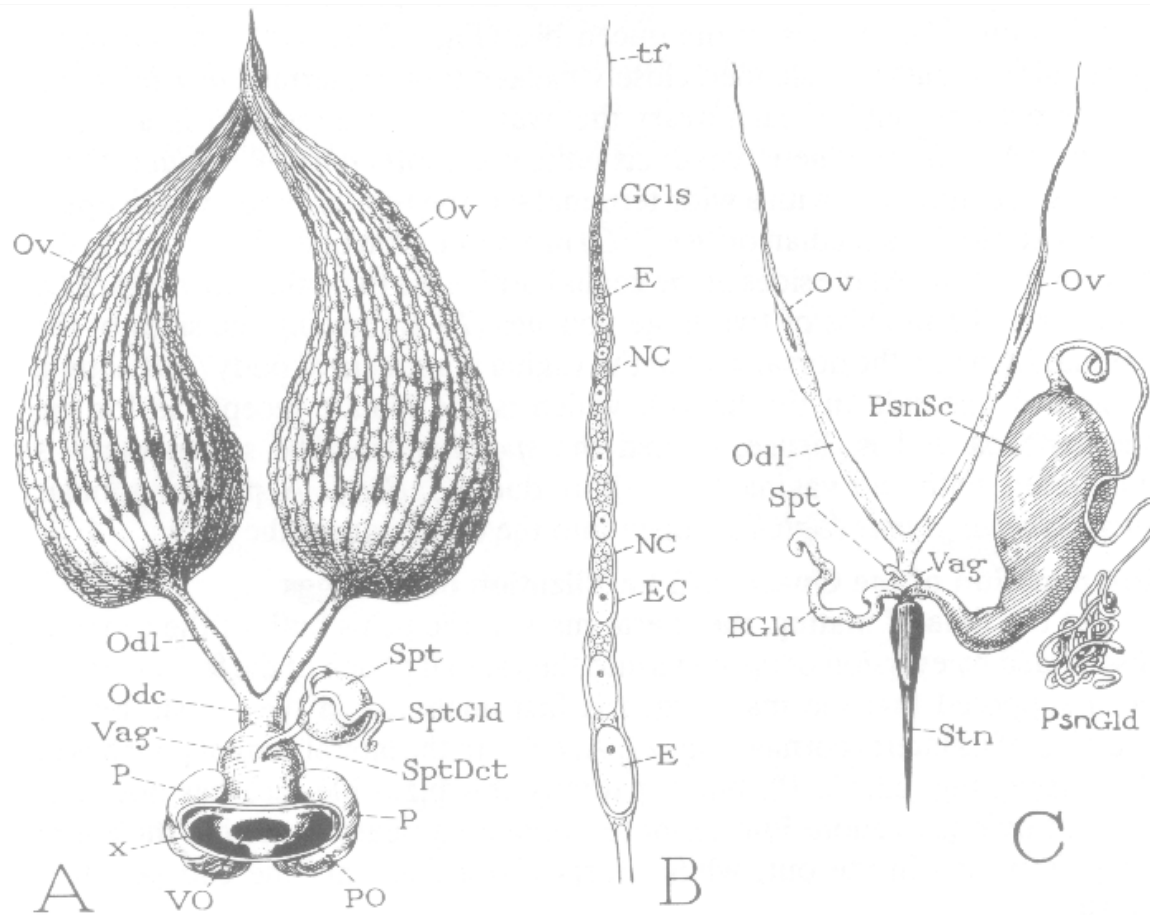 Ov
Ov
Odl
Odc
Vag
P
x
VO
Spt
SptGld
SptDct
P
PO
A
tf
GCls
E
NC
NC
EC
E
B
Ov
Ov
PsnSc
Odl
Spt
Vag
BGld
Stn
PsnGld
C